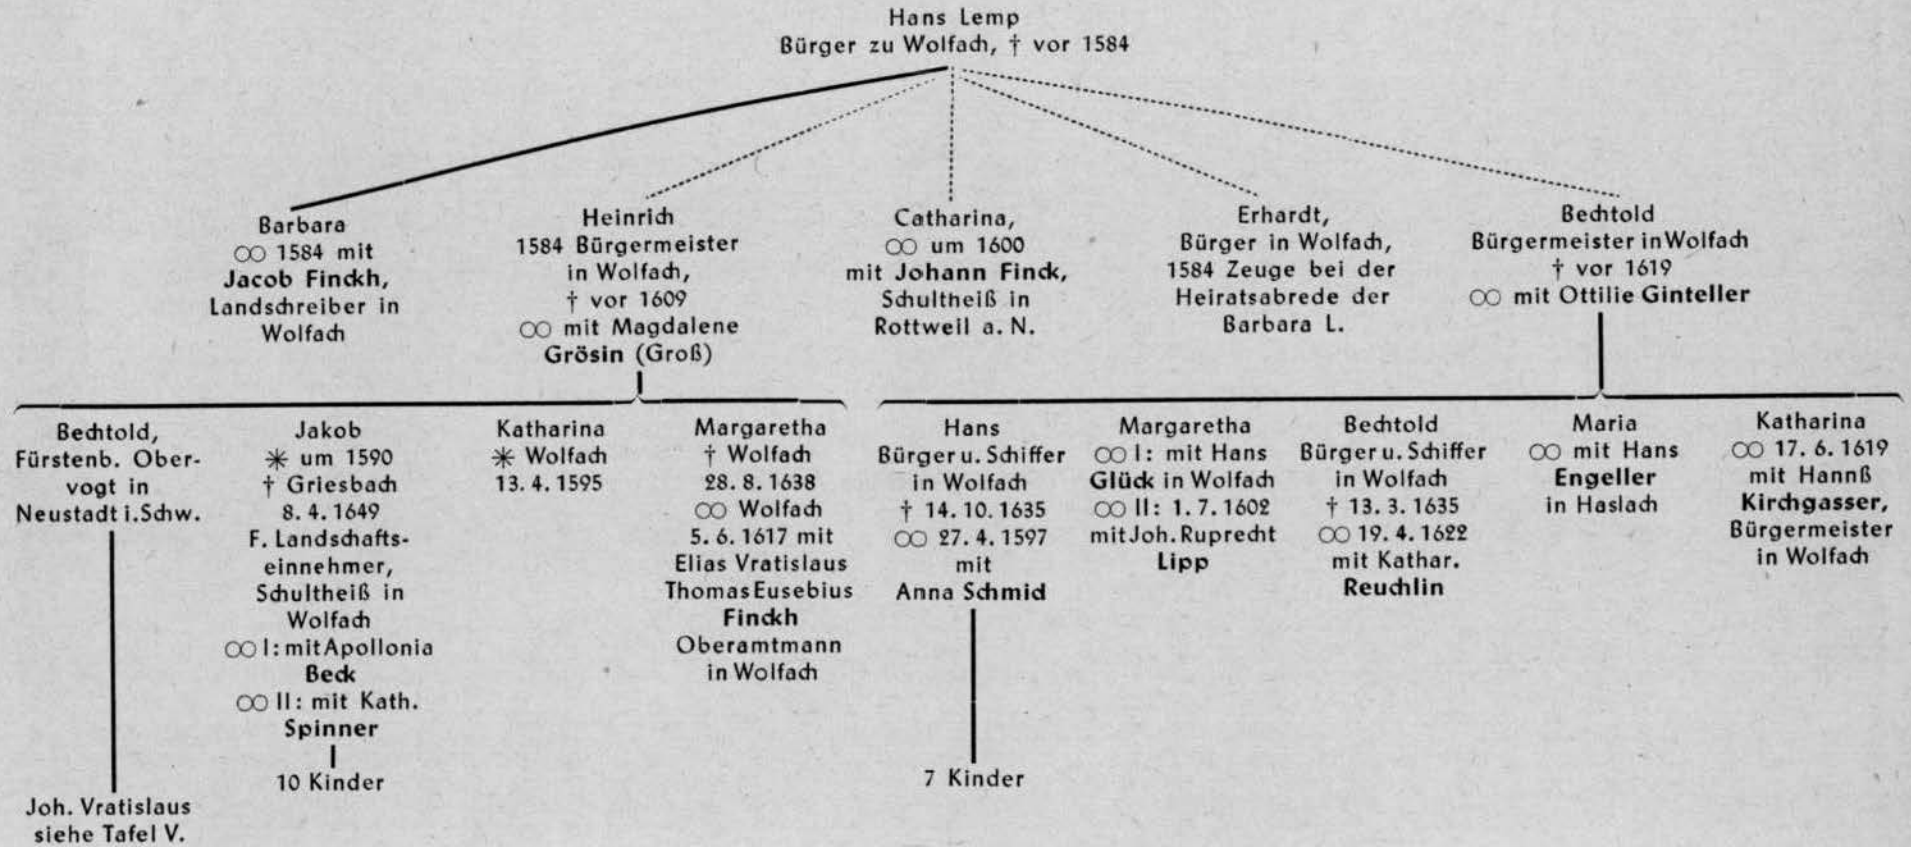 Hans Lemp
Bürger zu Wolfach, † vor 1584
Barbara
⚭ 1584 mit
Jacob Finckh,
Landschreiber in
Wolfach
Heinrich
1584 Bürgermeister
in Wolfach,
† vor 1609
⚭ mit Magdalene
Grösin (Groß)
Catharina,
⚭ um 1600
mit Johann Finck,
Schultheiß in
Rottweil a. N.
Erhardt,
Bürger in Wolfach,
1584 Zeuge bei der
Heiratsabrede der
Barbara L.
Bechtold
Bürgermeister in Wolfach
† vor 1619
⚭ mit Ottilie Ginteller
Bechtold,
Fürstenb. Ober-
vogt in
Neustadt i. Schw.
Joh. Vratislaus
siehe Tafel V.
Jakob
* um 1590
† Griesbach
8. 4. 1649
F. Landschafts-
einnehmer,
Schultheiß in
Wolfach
⚭ I: mit Apollonia
Beck
⚭ II: mit Kath.
Spinner
10 Kinder
Katharina
* Wolfach
13. 4. 1595
Margaretha
† Wolfach
28. 8. 1638
⚭ Wolfach
5. 6. 1617 mit
Elias Vratislaus
Thomas Eusebius
Finckh
Oberamtmann
in Wolfach
Hans
Bürger u. Schiffer
in Wolfach
† 14. 10. 1635
⚭ 27. 4. 1597
mit
Anna Schmid
7 Kinder
Margaretha
⚭ I: mit Hans
Glück in Wolfach
⚭ II: 1. 7. 1602
mit Joh. Ruprecht
Lipp
Bechtold
Bürger u. Schiffer
in Wolfach
† 13. 3. 1635
⚭ 19. 4. 1622
mit Kathar.
Reuchlin
Maria
⚭ mit Hans
Engeller
in Haslach
Katharina
⚭ 17. 6. 1619
mit Hannß
Kirchgasser,
Bürgermeister
in Wolfach